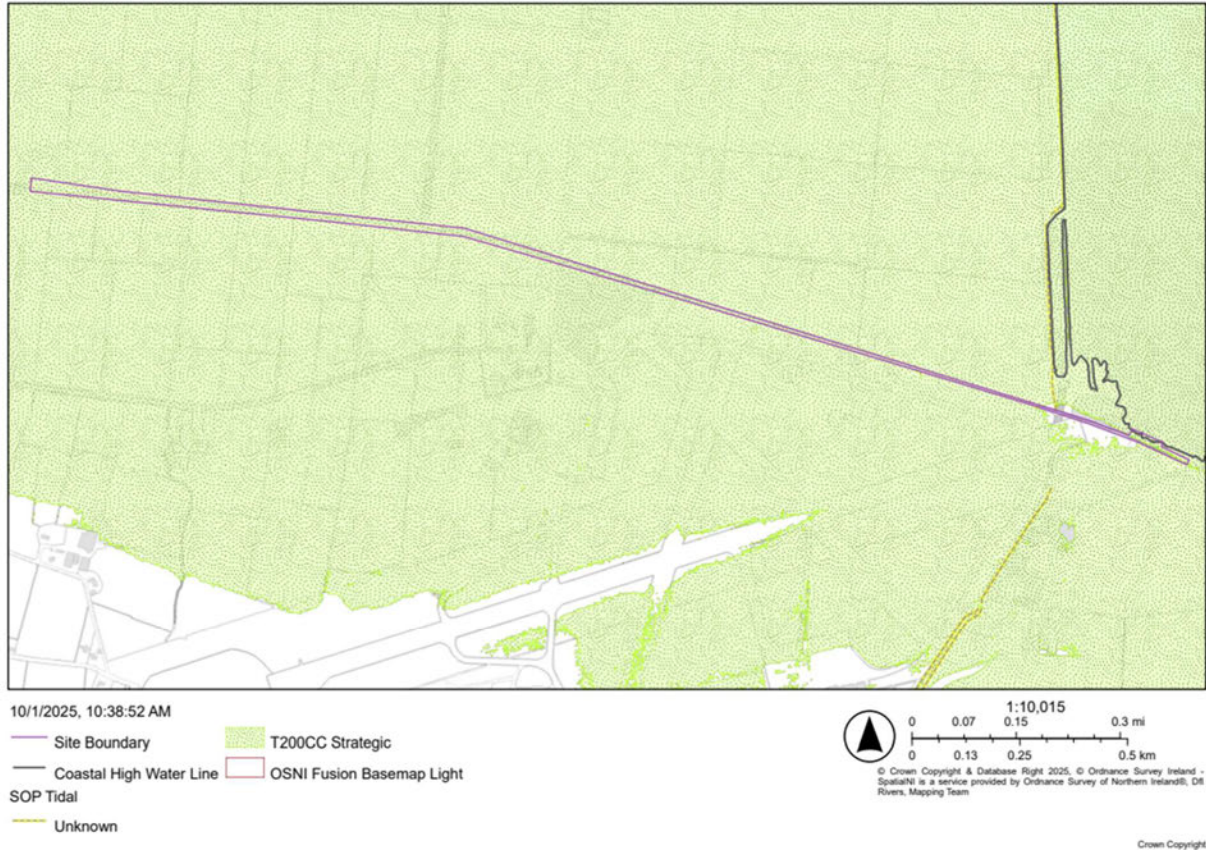 10/1/2025, 10:38:52 AM
Site Boundary
T200CC Strategic
Coastal High Water Line
OSNI Fusion Basemap Light
SOP Tidal
Unknown
1:10,015
0 0.07 0.15 0.3 mi
0 0.13 0.25 0.5 km
© Crown Copyright & Database Right 2025, © Ordnance Survey Ireland -
SpatialNI is a service provided by Ordnance Survey of Northern Ireland®, DfI
Rivers, Mapping Team
Crown Copyright